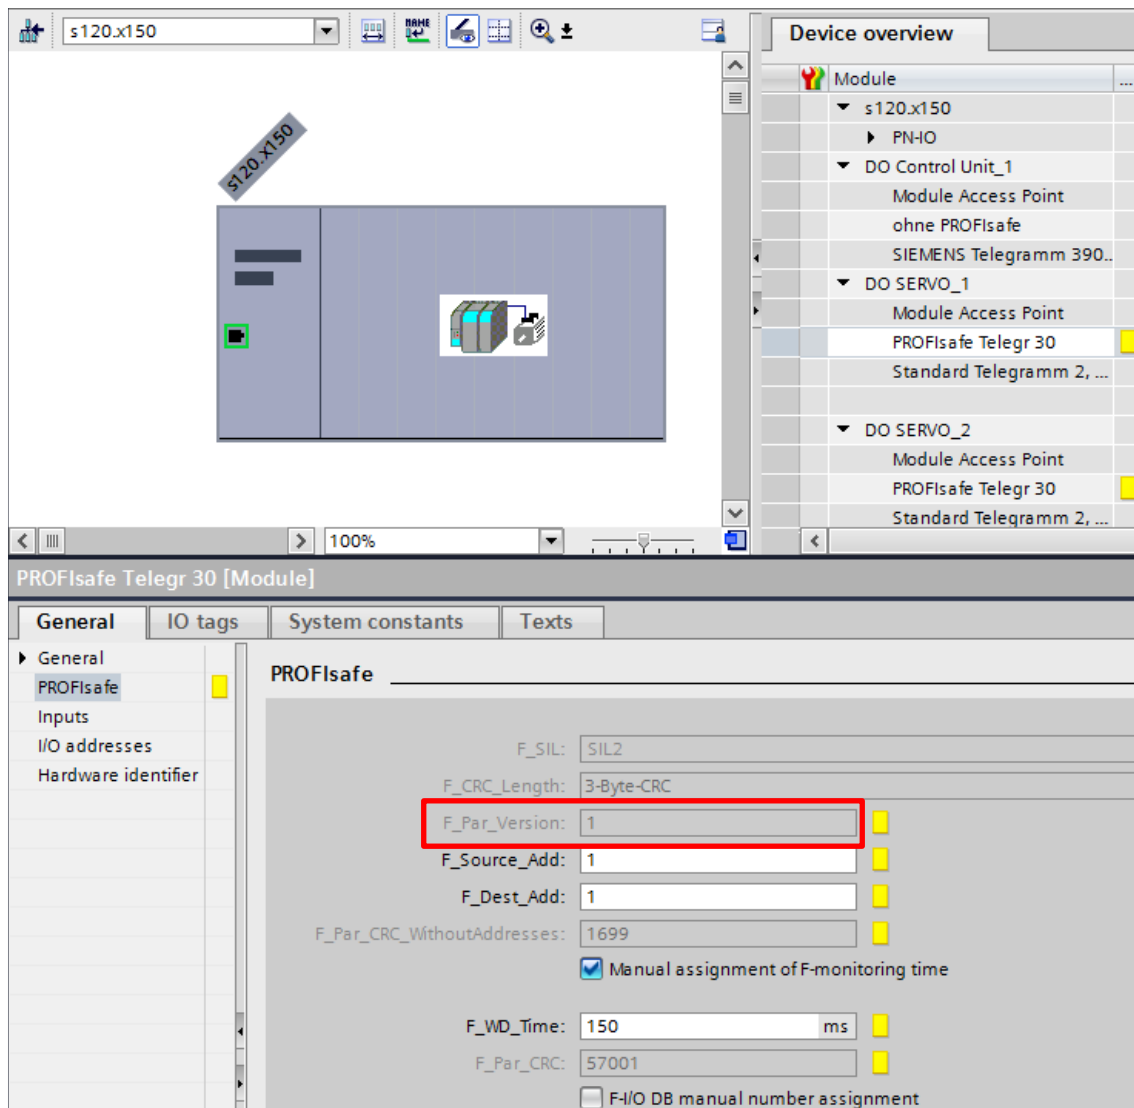 s120.x150
NAME
Device overview
Module
...
s120.x150
s120.x150
PN-IO
DO Control Unit_1
Module Access Point
ohne PROFIsafe
SIEMENS Telegramm 390..
DO SERVO_1
Module Access Point
PROFIsafe Telegr 30
Standard Telegramm 2, ...
DO SERVO_2
Module Access Point
PROFIsafe Telegr 30
Standard Telegramm 2, ...
100%
PROFIsafe Telegr 30 [Module]
General
IO tags
System constants
Texts
General
PROFIsafe
Inputs
I/O addresses
Hardware identifier
PROFIsafe
F_SIL: SIL2
F_CRC_Length: 3-Byte-CRC
F_Par_Version: 1
F_Source_Add: 1
F_Dest_Add: 1
F_Par_CRC_WithoutAddresses: 1699
Manual assignment of F-monitoring time
F_WD_Time: 150 ms
F_Par_CRC: 57001
F-I/O DB manual number assignment